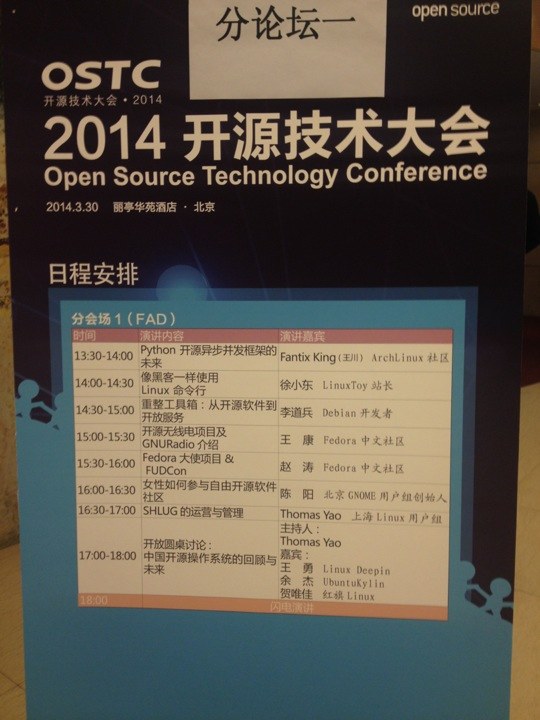 分论坛一
open source
OSTC
开源技术大会·2014
2014 开源技术大会
Open Source Technology Conference
2014.3.30 丽亭华苑酒店 · 北京
日程安排
分会场1（FAD）
时间 演讲内容 演讲嘉宾
13:30-14:00 Python 开源异步并发框架的 Fantix King (王川) ArchLinux 社区
未来
14:00-14:30 像黑客一样使用 徐小东 LinuxToy 站长
Linux 命令行
14:30-15:00 重整工具箱：从开源软件到 李道兵 Debian 开发者
开放服务
15:00-15:30 开源无线电项目及 王 康 Fedora 中文社区
GNURadio 介绍
15:30-16:00 Fedora 大使项目 & 赵 涛 Fedora 中文社区
FUDCon
16:00-16:30 女性如何参与自由开源软件 陈 阳 北京 GNOME 用户组创始人
社区
16:30-17:00 SHLUG 的运营与管理 Thomas Yao 上海 Linux 用户组
17:00-18:00 开放圆桌讨论：
中国开源操作系统的回顾与
未来
主持人：
Thomas Yao
嘉宾：
王 勇 Linux Deepin
余 杰 UbuntuKylin
贺唯佳 红旗 Linux
18:00 闪电演讲